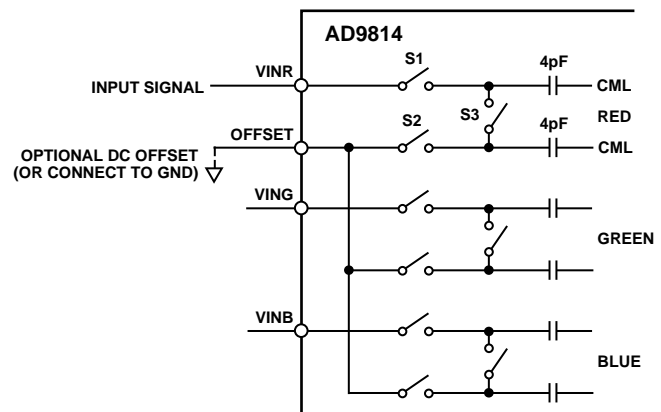 AD9814
S1
4pF
VINR
INPUT SIGNAL
CML
S3
RED
OFFSET
S2
4pF
OPTIONAL DC OFFSET
(OR CONNECT TO GND)
CML
VING
GREEN
VINB
BLUE